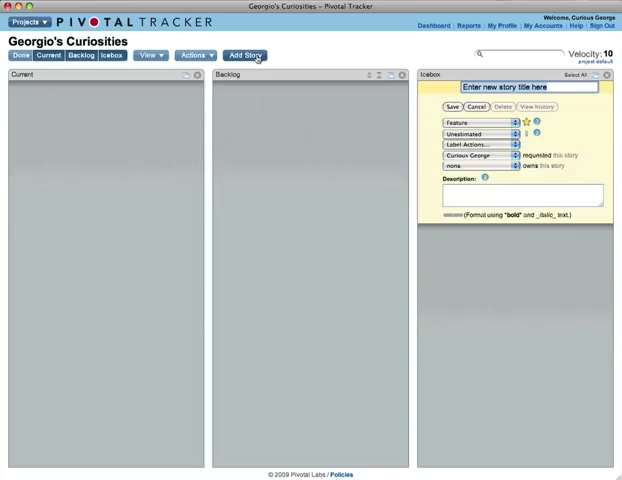 Georgio's Curiosities – Pivotal Tracker
Projects
PIVOTAL TRACKER
Welcome, Curious George
Dashboard | Reports | My Profile | My Accounts | Help | Sign Out
Georgio's Curiosities
Done Current Backlog Icebox View Actions Add Story
Velocity: 10
project default
Current
Backlog
Icebox
Select All
Enter new story title here
Save Cancel Delete View history
Feature
Unestimated
Label Actions...
Curious George requested this story
none owns this story
Description:
(Format using *bold* and _italic_ text.)
© 2009 Pivotal Labs / Policies